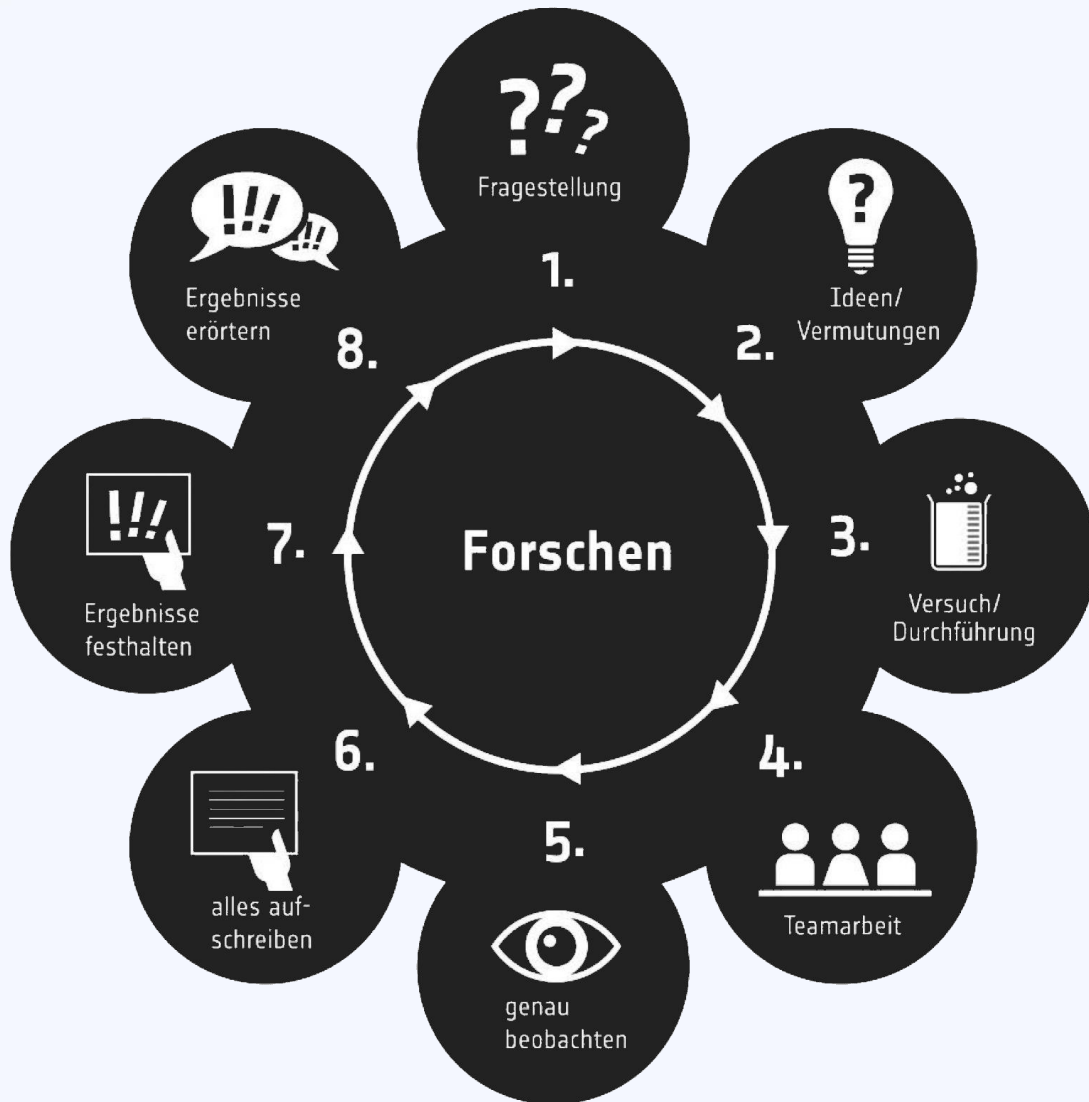 ???
Fragestellung
1.
?
Ideen/
Vermutungen
2.
Versuch/
Durchführung
3.
4.
Teamarbeit
5.
genau
beobachten
6.
alles auf-
schreiben
7.
!!!
Ergebnisse
festhalten
8.
!!! !!!
Ergebnisse
erörtern
Forschen